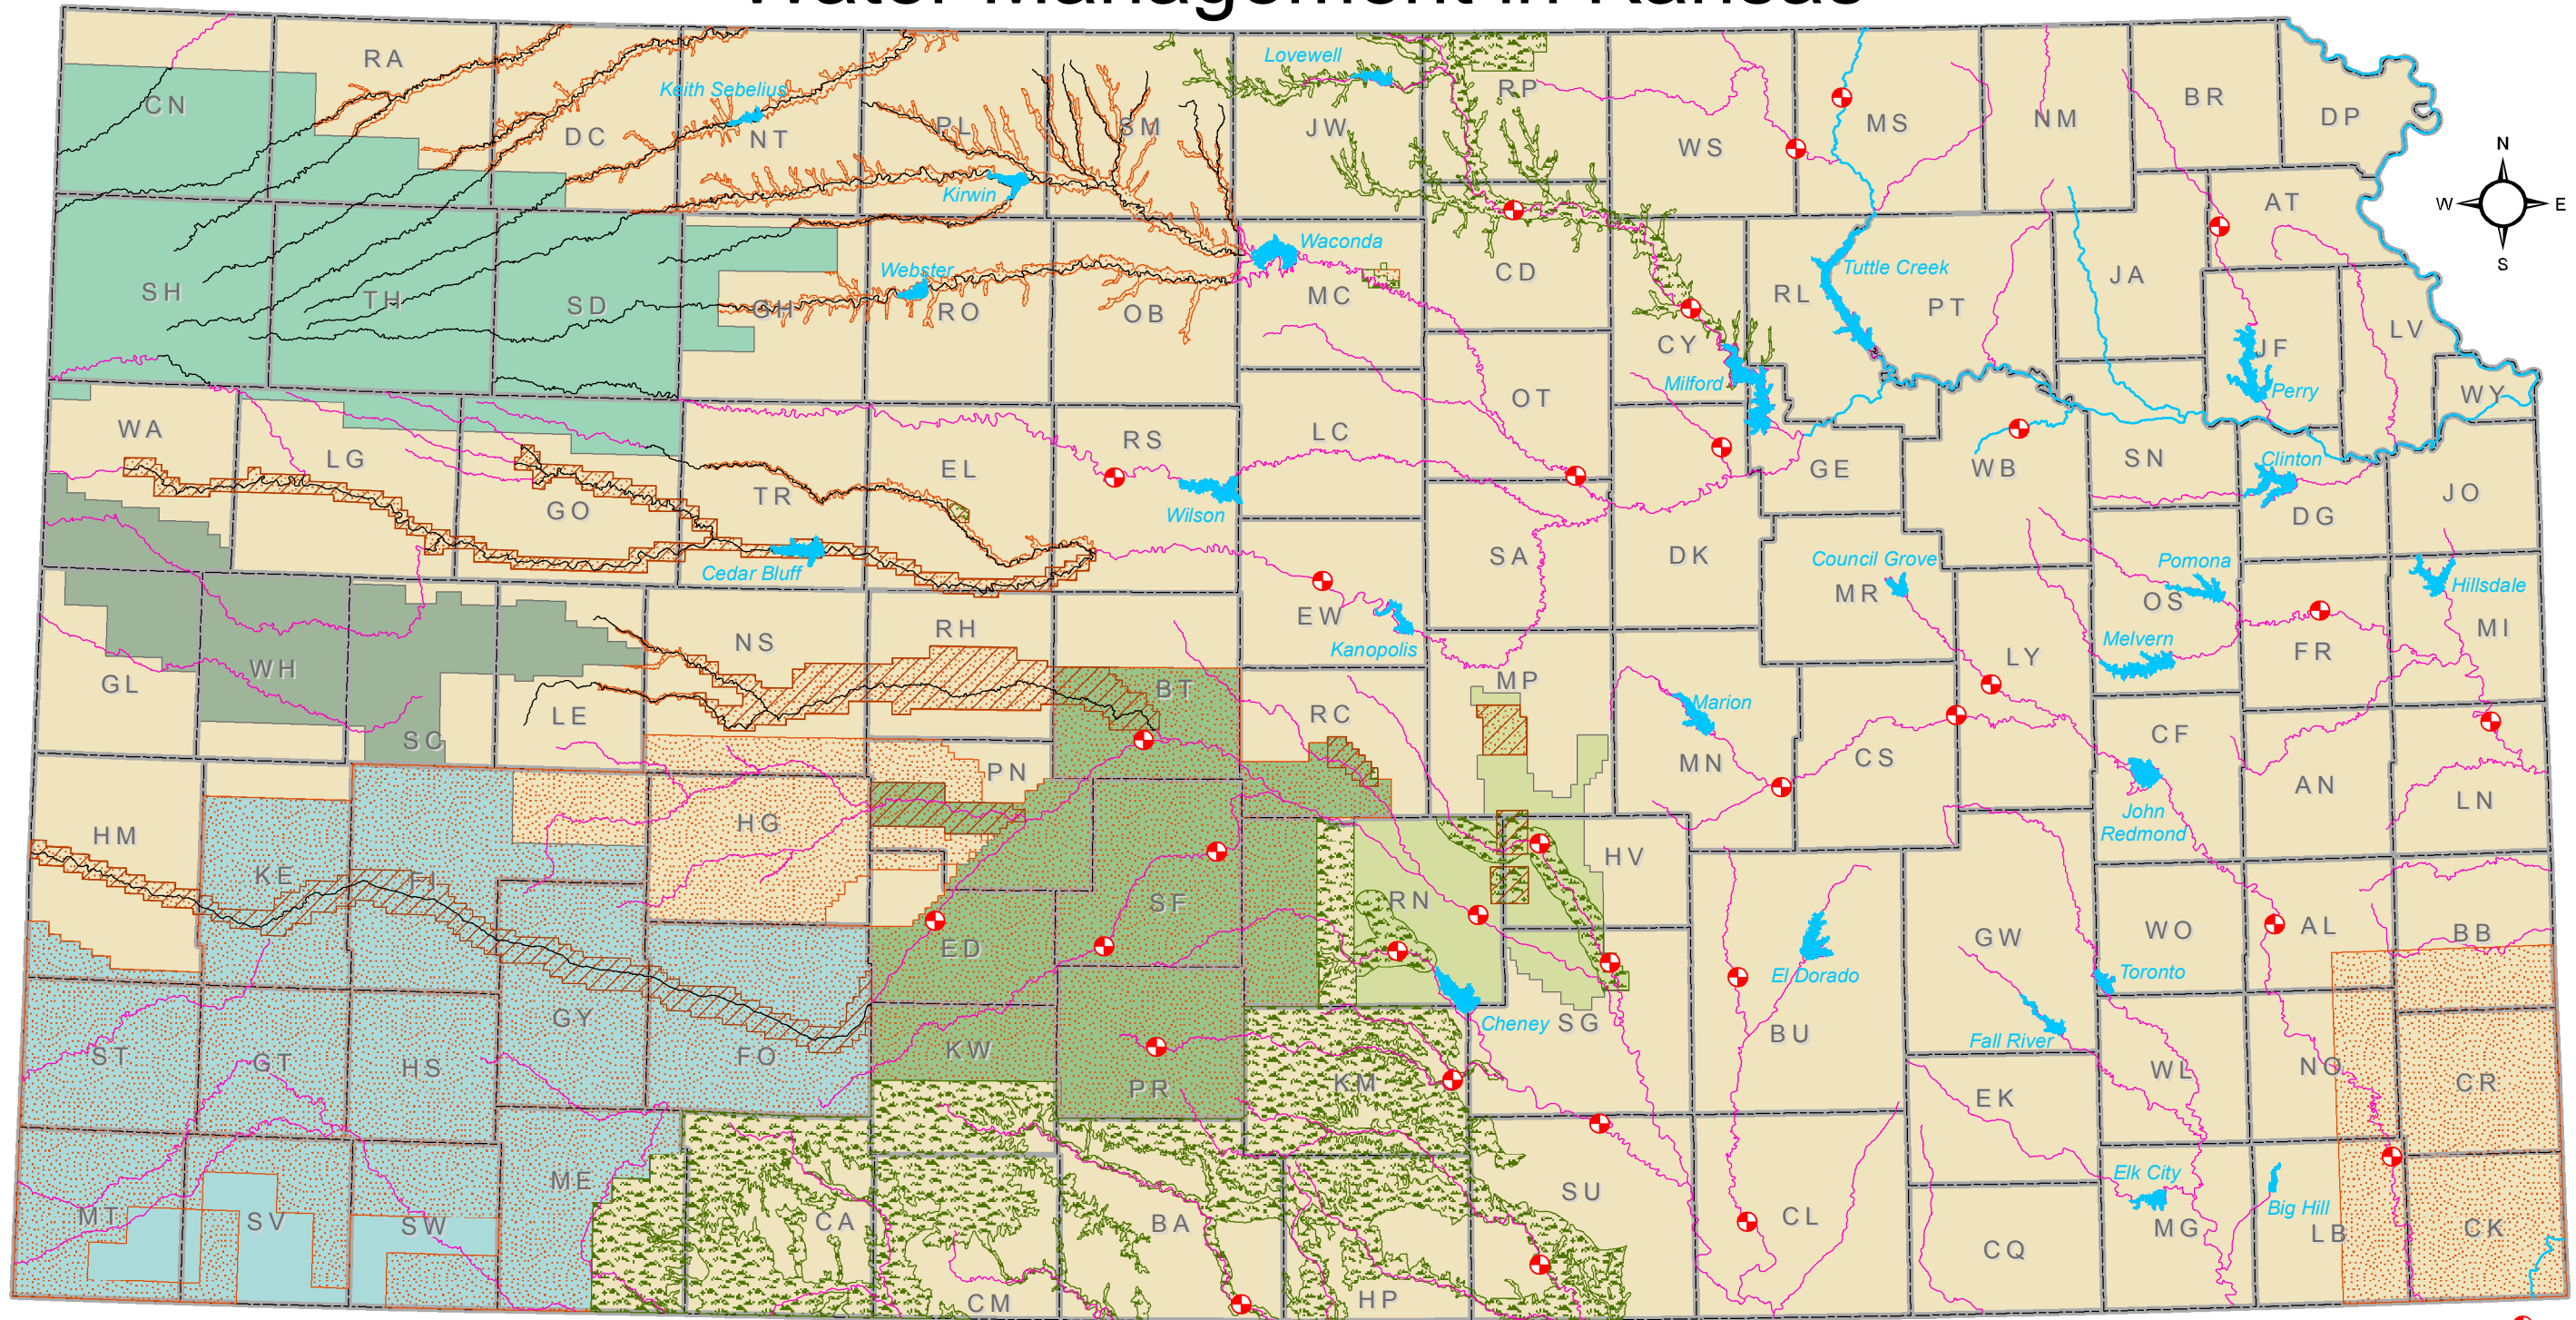 Water Management in Kansas
RA
CN
DC
Keith Sebelius
NT
PL
SM
Lovewell
JW
RP
WS
MS
NM
BR
DP
N
W
E
S
Kirwin
AT
SH
TH
SD
GH
Webster
RO
OB
Waconda
MC
CD
RL
Tuttle Creek
PT
JA
CY
Milford
JF
Perry
LV
WY
WA
LG
GO
TR
EL
RS
Wilson
LC
OT
GE
WB
SN
Clinton
DG
JO
Cedar Bluff
SA
DK
Council Grove
MR
Pomona
OS
Melvern
Hillsdale
MI
FR
LY
GL
WH
SC
LE
NS
RH
EW
Kanopolis
BT
RC
MP
Marion
MN
CS
CF
John
Redmond
AN
LN
PN
HM
KE
FI
HG
SF
ED
RN
HV
BU
El Dorado
GW
WO
Toronto
AL
BB
Cheney
SG
Fall River
ST
GT
HS
GY
FO
KW
PR
KM
EK
WL
NO
CR
MT
SV
SW
ME
CA
CM
BA
HP
SU
CL
CQ
Elk City
MG
Big Hill
LB
CK